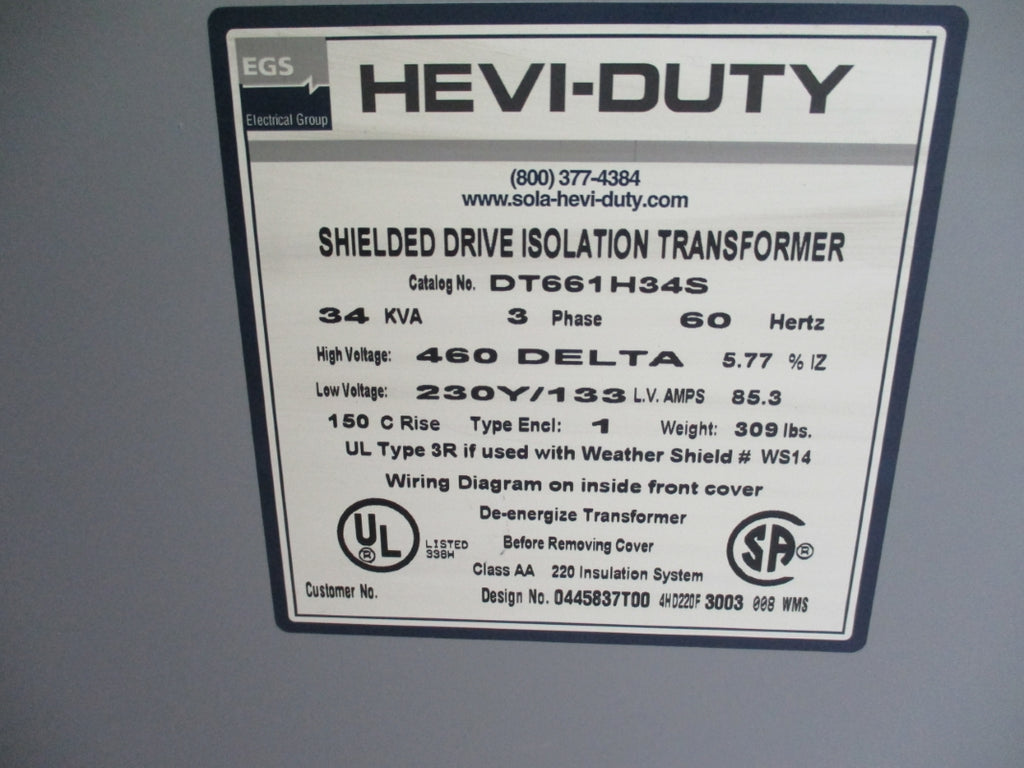 EGS
Electrical Group
HEVI-DUTY
(800) 377-4384
www.sola-hevi-duty.com
SHIELDED DRIVE ISOLATION TRANSFORMER
Catalog No. DT661H34S
34 KVA 3 Phase 60 Hertz
High Voltage: 460 DELTA 5.77 % IZ
Low Voltage: 230Y/133 L.V. AMPS 85.3
150 C Rise Type Encl: 1 Weight: 309 lbs.
UL Type 3R if used with Weather Shield # WS14
Wiring Diagram on inside front cover
De-energize Transformer
UL ® LISTED 338H Before Removing Cover SA ®
Class AA 220 Insulation System
Customer No. Design No. 0445837T00 4HD220F 3003 008 WMS